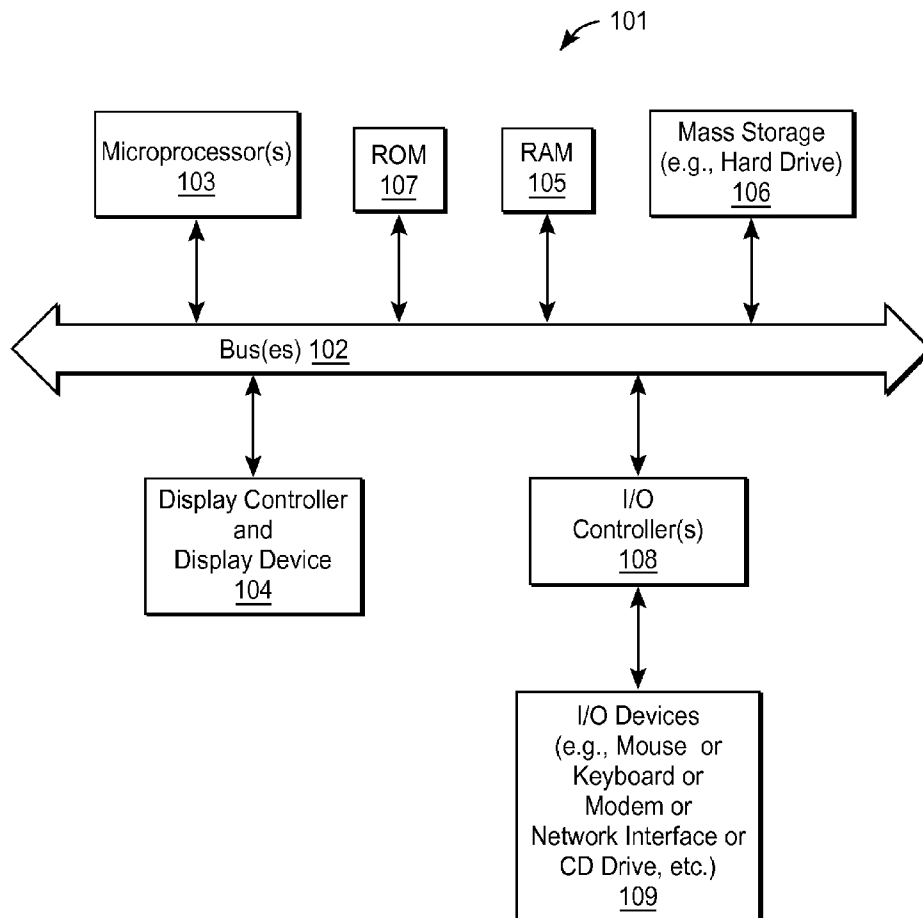 101
Microprocessor(s)
103
ROM
107
RAM
105
Mass Storage
(e.g., Hard Drive)
106
Bus(es) 102
Display Controller
and
Display Device
104
I/O
Controller(s)
108
I/O Devices
(e.g., Mouse or
Keyboard or
Modem or
Network Interface or
CD Drive, etc.)
109